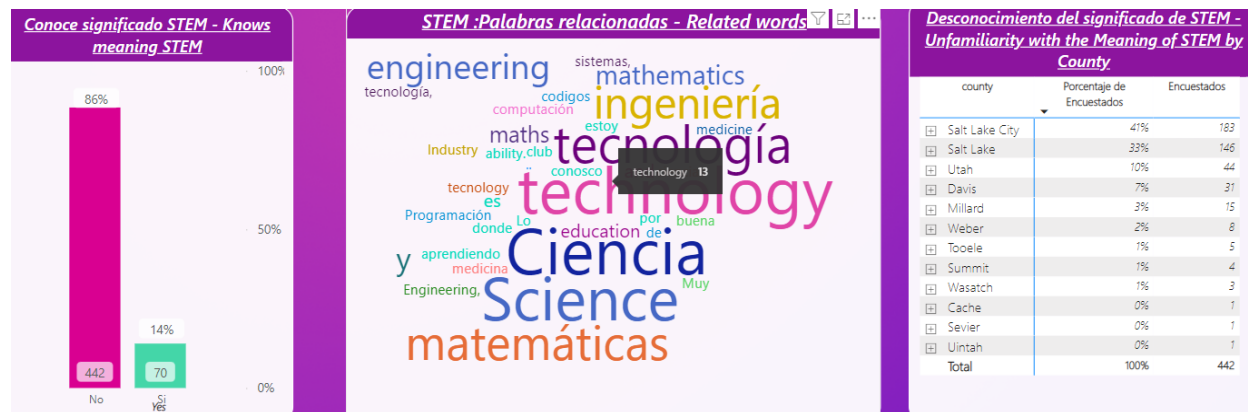 Conoce significado STEM - Knows
meaning STEM
100%
86%
50%
14%
442
70
0%
No
Si
Yes
STEM :Palabras relacionadas - Related words
engineering
sistemas,
mathematics
tecnología,
codigos
computación
ingeniería
estoy
maths
medicine
tecnología
Industry
ability.
club
..
conosco
technology 13
technology
tecnology
es
Programación
Lo
donde
por
buena
education
de
Ciencia
y
aprendiendo
medicina
Engineering,
Muy
Science
matemáticas
Desconocimiento del significado de STEM -
Unfamiliarity with the Meaning of STEM by
County
county Porcentaje de Encuestados
Encuestados
Salt Lake City 41% 183
Salt Lake 33% 146
Utah 10% 44
Davis 7% 31
Millard 3% 15
Weber 2% 8
Tooele 1% 5
Summit 1% 4
Wasatch 1% 3
Cache 0% 1
Sevier 0% 1
Uintah 0% 1
Total 100% 442